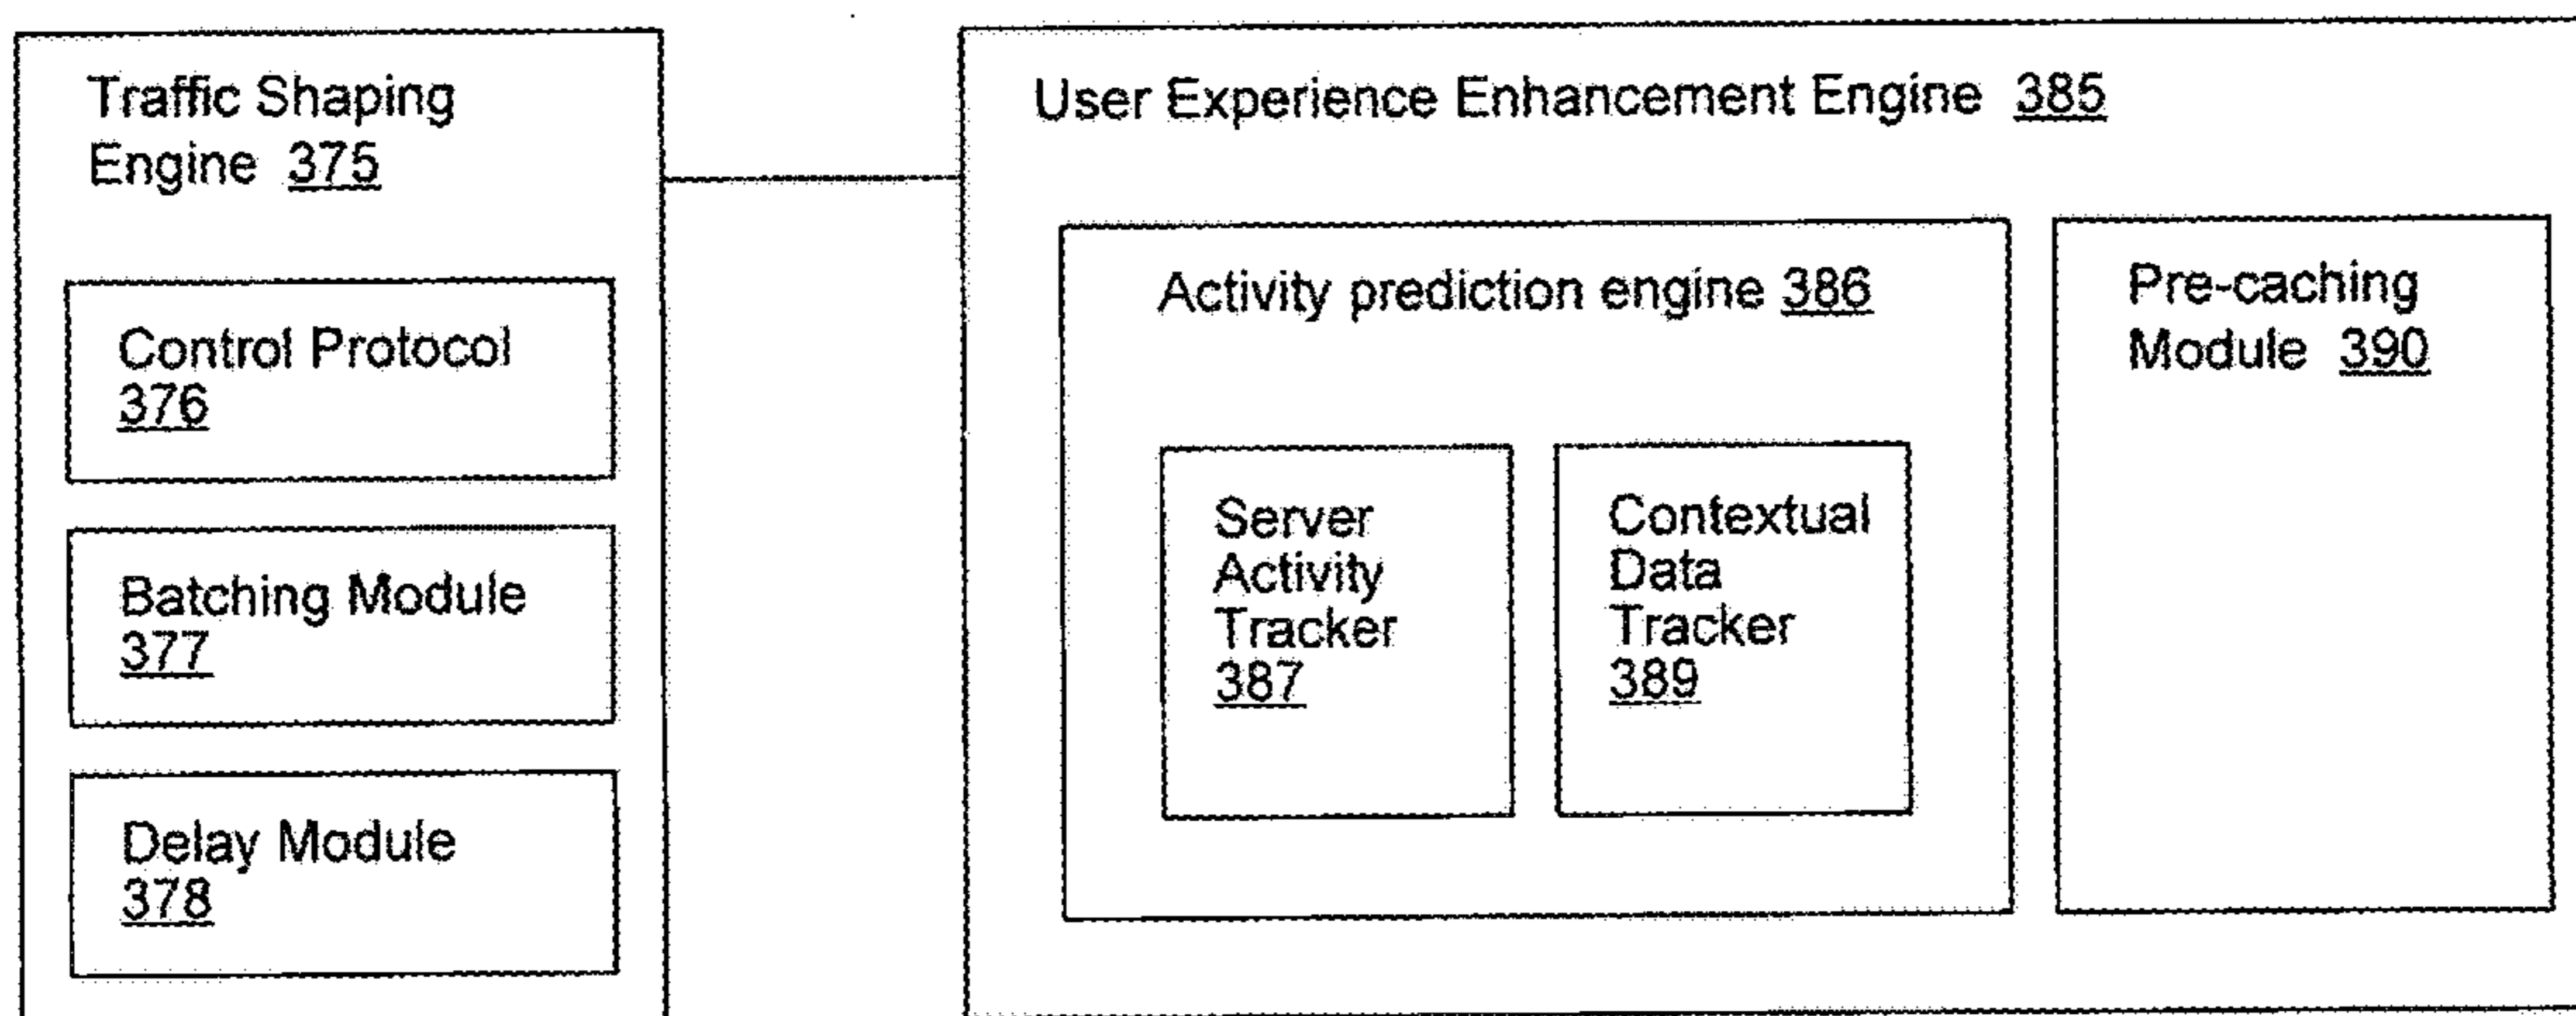 Traffic Shaping
Engine 375
Control Protocol
376
Batching Module
377
Delay Module
378
User Experience Enhancement Engine 385
Activity prediction engine 386
Server
Activity
Tracker
387
Contextual
Data
Tracker
389
Pre-caching
Module 390